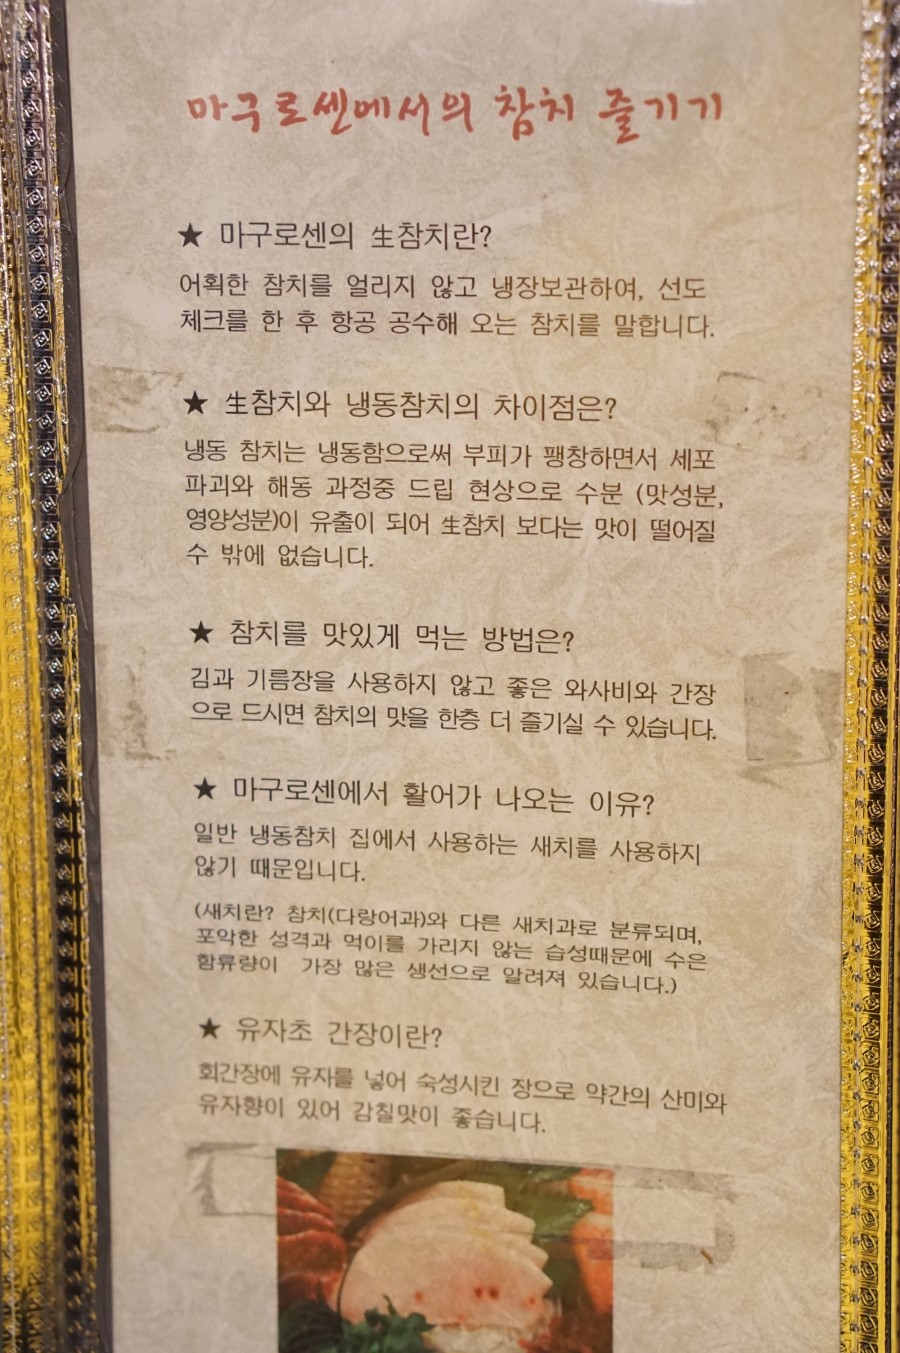 마구로센에서의 참치 즐기기
★ 마구로센의 生참치란?
어획한 참치를 얼리지 않고 냉장보관하여, 선도
체크를 한 후 항공 공수해 오는 참치를 말합니다.
★ 生참치와 냉동참치의 차이점은?
냉동 참치는 냉동함으로써 부피가 팽창하면서 세포
파괴와 해동 과정중 드립 현상으로 수분 (맛성분,
영양성분)이 유출이 되어 生참치 보다는 맛이 떨어질
수 밖에 없습니다.
★ 참치를 맛있게 먹는 방법은?
김과 기름장을 사용하지 않고 좋은 와사비와 간장
으로 드시면 참치의 맛을 한층 더 즐기실 수 있습니다.
★ 마구로센에서 활어가 나오는 이유?
일반 냉동참치 집에서 사용하는 새치를 사용하지
않기 때문입니다.
(새치란? 참치(다랑어과)와 다른 새치과로 분류되며,
포악한 성격과 먹이를 가리지 않는 습성때문에 수은
함류량이 가장 많은 생선으로 알려져 있습니다.)
★ 유자초 간장이란?
회간장에 유자를 넣어 숙성시킨 장으로 약간의 산미와
유자향이 있어 감칠맛이 좋습니다.